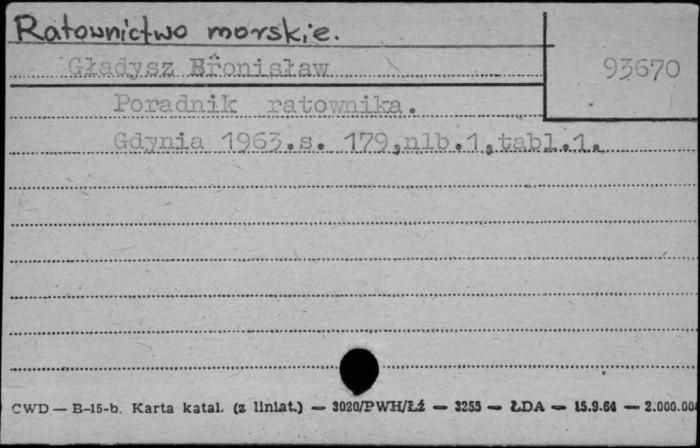 Ratownictwo morskie.
Gładysz Bronisław
93670
Poradnik ratownika.
Gdynia 1963.s. 179,nlb.1,tabl.1.
CWD — B-15-b. Karta katal. (z liniat.) — 3020/PWH/Łż — 3255 — ŁDA — 15.9.64 — 2.000.00